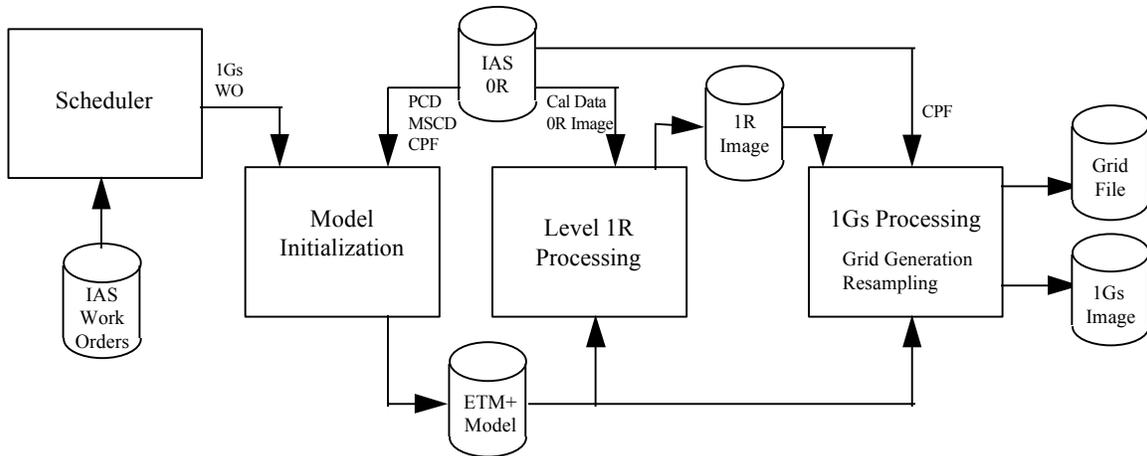 Scheduler
1Gs
WO
IAS
0R
PCD
MSCD
CPF
Cal Data
0R Image
1R
Image
CPF
Grid
File
Model
Initialization
Level 1R
Processing
1Gs Processing
Grid Generation
Resampling
1Gs
Image
IAS
Work
Orders
ETM+
Model